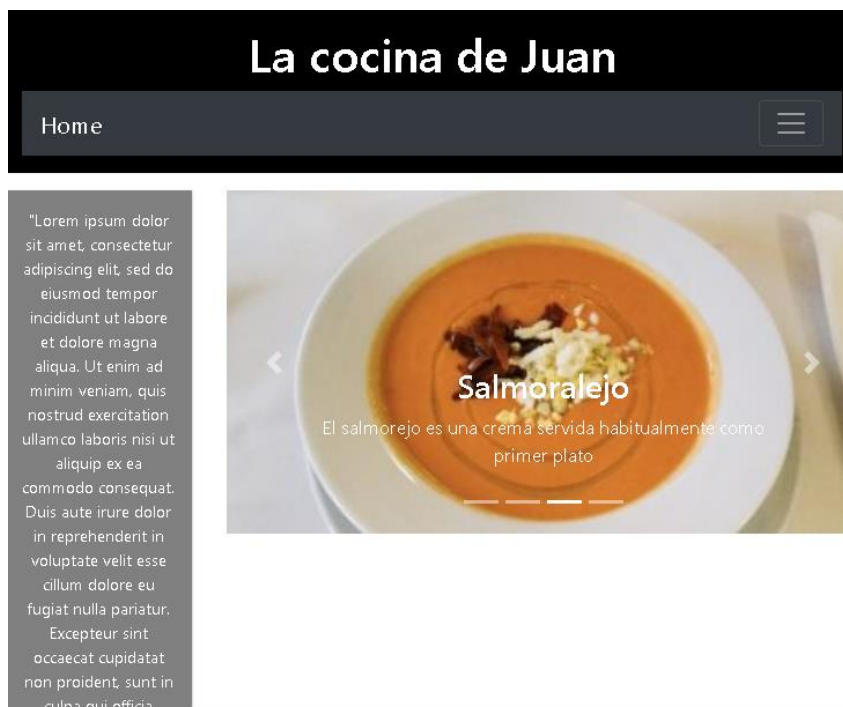 La cocina de Juan
Home
"Lorem ipsum dolor
sit amet, consectetur
adipiscing elit, sed do
eiusmod tempor
incididunt ut labore
et dolore magna
aliqua. Ut enim ad
minim veniam, quis
nostrud exercitation
ullamco laboris nisi ut
aliquip ex ea
commodo consequat.
Duis aute irure dolor
in reprehenderit in
voluptate velit esse
cillum dolore eu
fugiat nulla pariatur.
Excepteur sint
occaecat cupidatat
non proident, sunt in
culpa qui officia
Salmoralejo
El salmorejo es una crema servida habitualmente como
primer plato